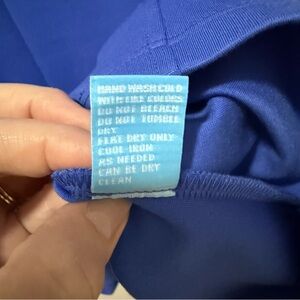 HAND WASH COLD
WITH LIKE COLORS
DO NOT BLEACH
DO NOT TUMBLE
DRY
FLAT DRY ONLY
COOL IRON
AS NEEDED
CAN BE DRY
CLEAN